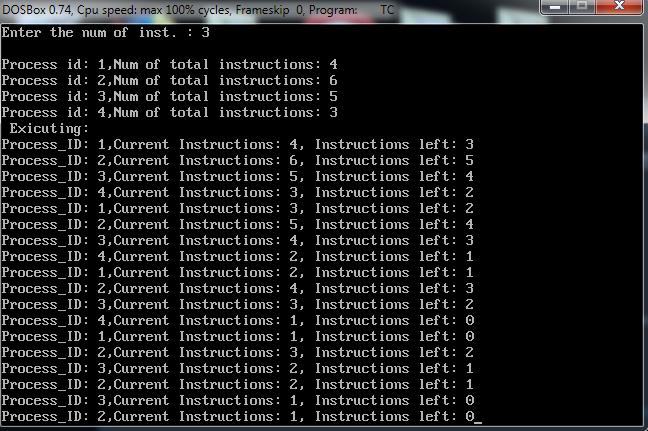 DOSBox 0.74, Cpu speed: max 100% cycles, Frameskip 0, Program: TC
Enter the num of inst. : 3
Process id: 1,Num of total instructions: 4
Process id: 2,Num of total instructions: 6
Process id: 3,Num of total instructions: 5
Process id: 4,Num of total instructions: 3
Exicuting:
Process_ID: 1,Current Instructions: 4, Instructions left: 3
Process_ID: 2,Current Instructions: 6, Instructions left: 5
Process_ID: 3,Current Instructions: 5, Instructions left: 4
Process_ID: 4,Current Instructions: 3, Instructions left: 2
Process_ID: 1,Current Instructions: 3, Instructions left: 2
Process_ID: 2,Current Instructions: 5, Instructions left: 4
Process_ID: 3,Current Instructions: 4, Instructions left: 3
Process_ID: 4,Current Instructions: 2, Instructions left: 1
Process_ID: 1,Current Instructions: 2, Instructions left: 1
Process_ID: 2,Current Instructions: 4, Instructions left: 3
Process_ID: 3,Current Instructions: 3, Instructions left: 2
Process_ID: 4,Current Instructions: 1, Instructions left: 0
Process_ID: 1,Current Instructions: 1, Instructions left: 0
Process_ID: 2,Current Instructions: 3, Instructions left: 2
Process_ID: 3,Current Instructions: 2, Instructions left: 1
Process_ID: 2,Current Instructions: 2, Instructions left: 1
Process_ID: 3,Current Instructions: 1, Instructions left: 0
Process_ID: 2,Current Instructions: 1, Instructions left: 0_